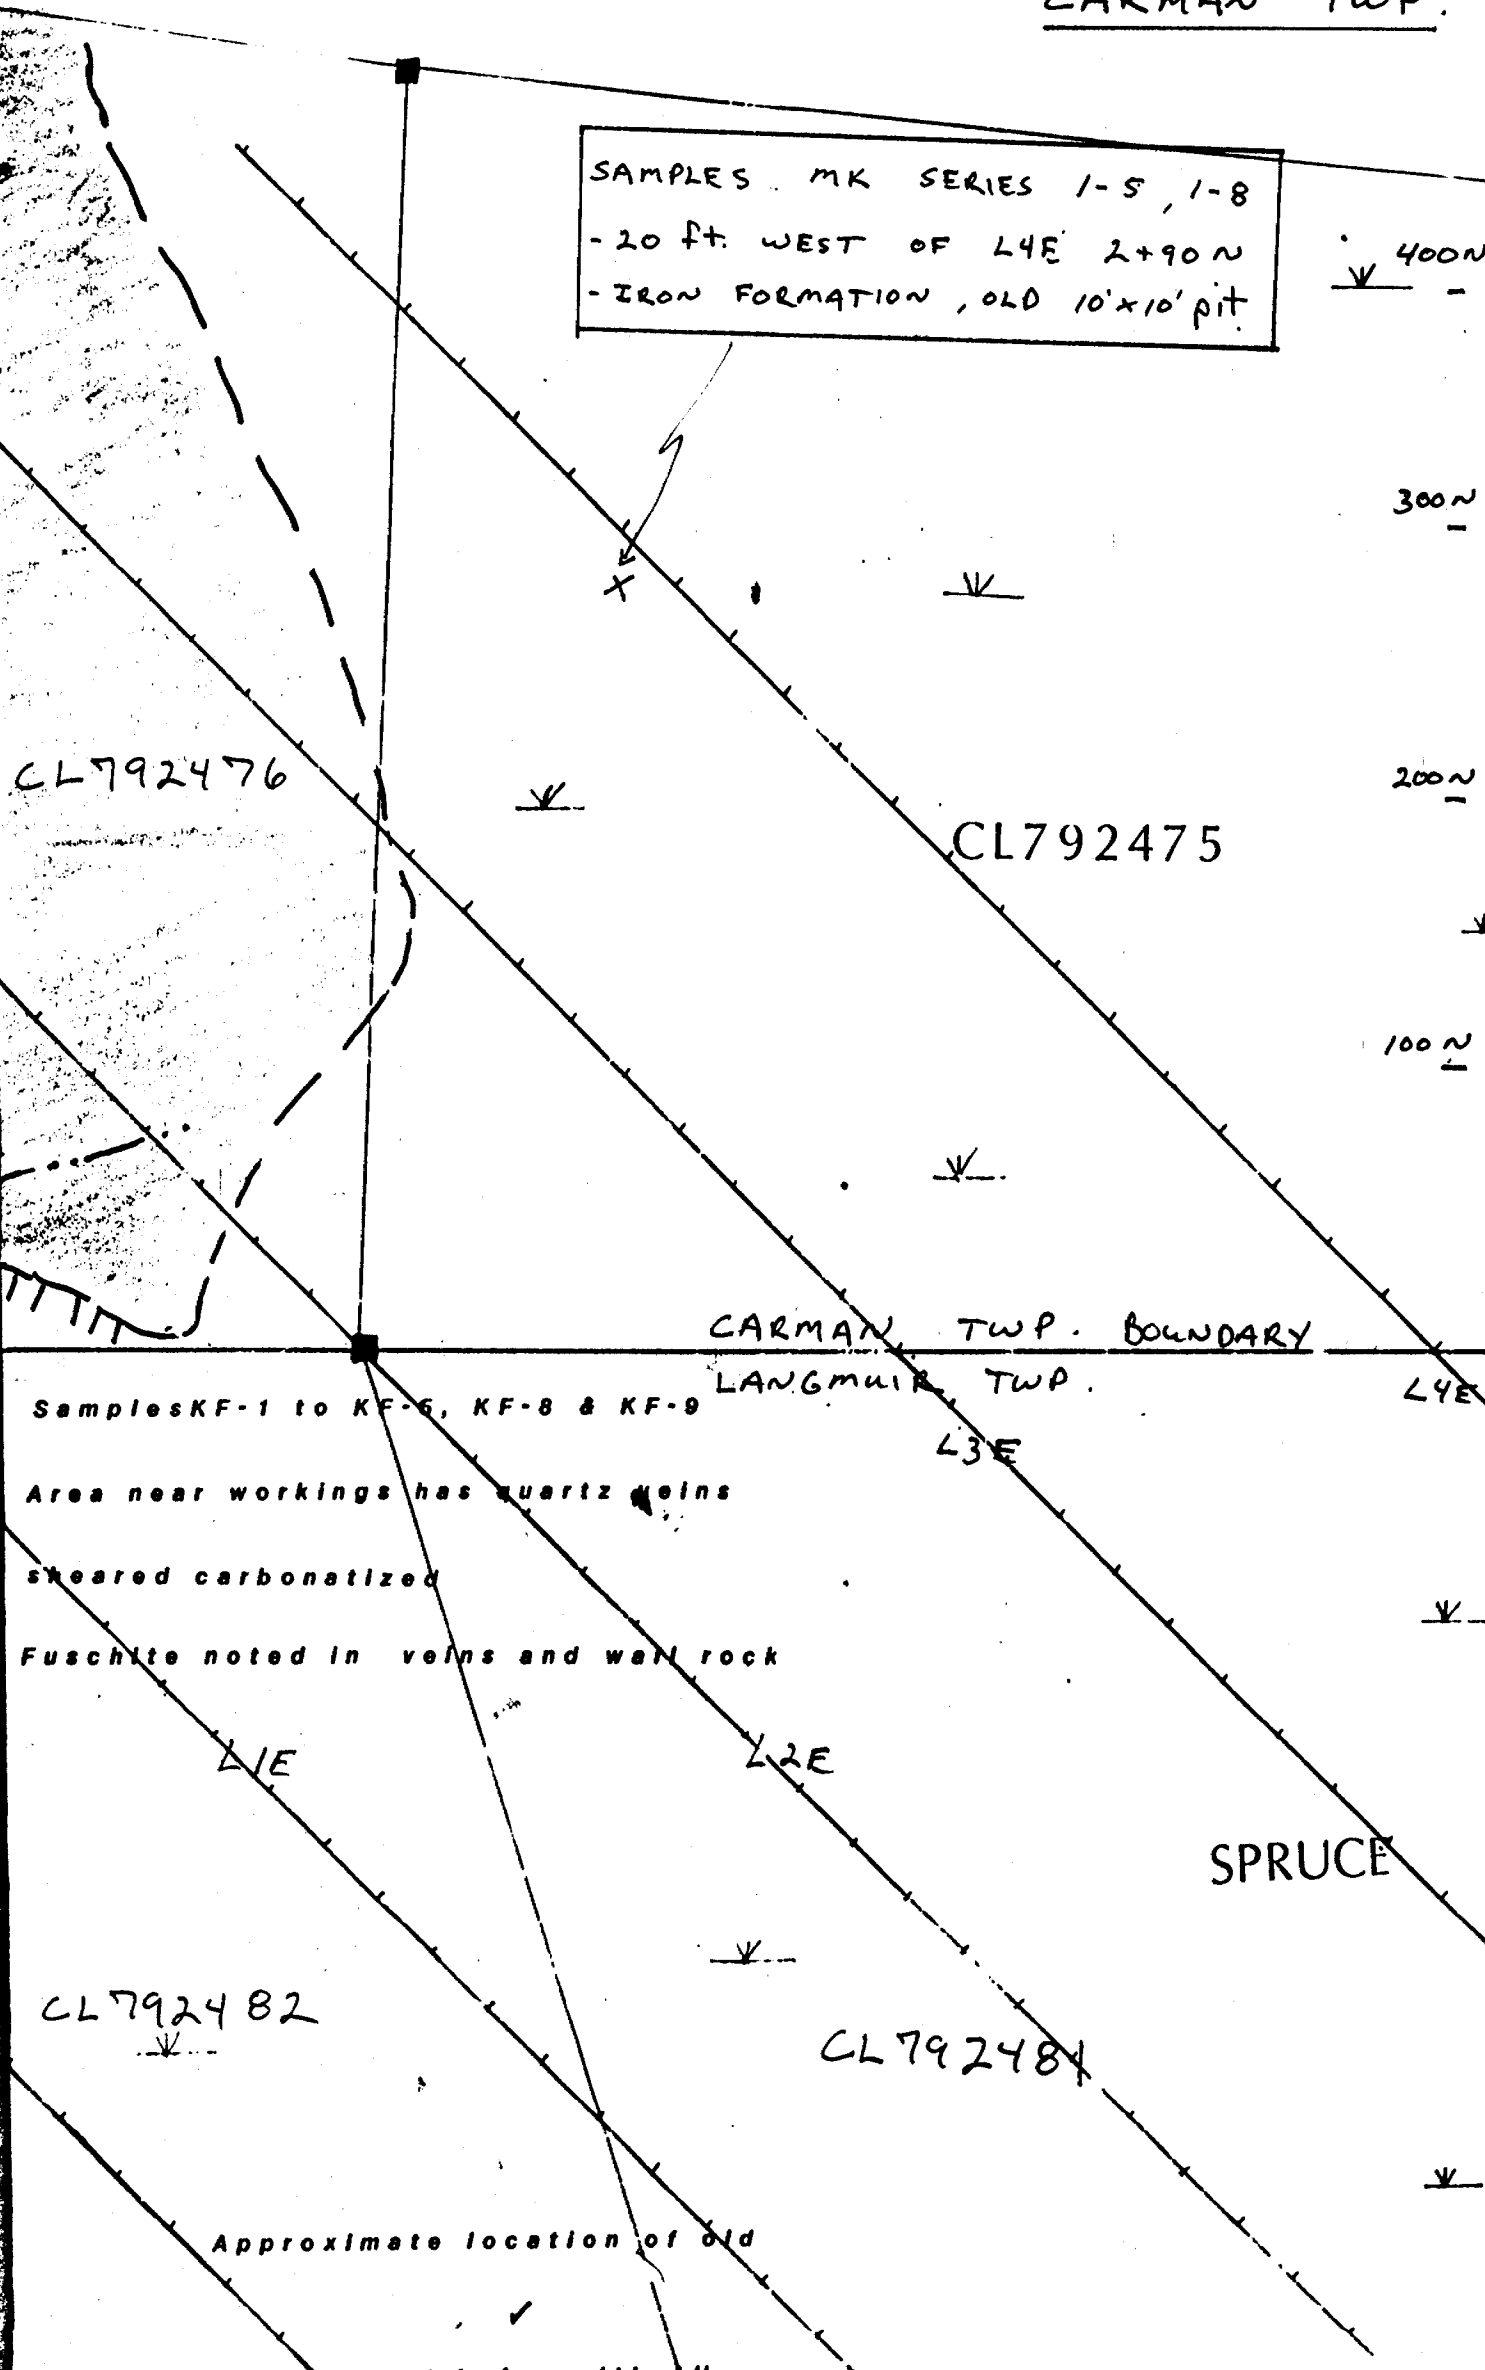 CARMAN TWP.
SAMPLES. MK SERIES 1-5, 1-8
- 20 ft. WEST OF L4E 2+90 N
- IRON FORMATION, OLD 10'x10' pit.
400N
300N
200N
CL792476
CL792475
100N
CARMAN TWP. BOUNDARY
LANGMUIR TWP.
L4E
SamplesKF-1 to KF-6, KF-8 & KF-9
L3E
Area near workings has quartz veins
sheared carbonatized
Fuschite noted in veins and wall rock
L1E
L2E
SPRUCE
CL792482
CL792481
Approximate location of old